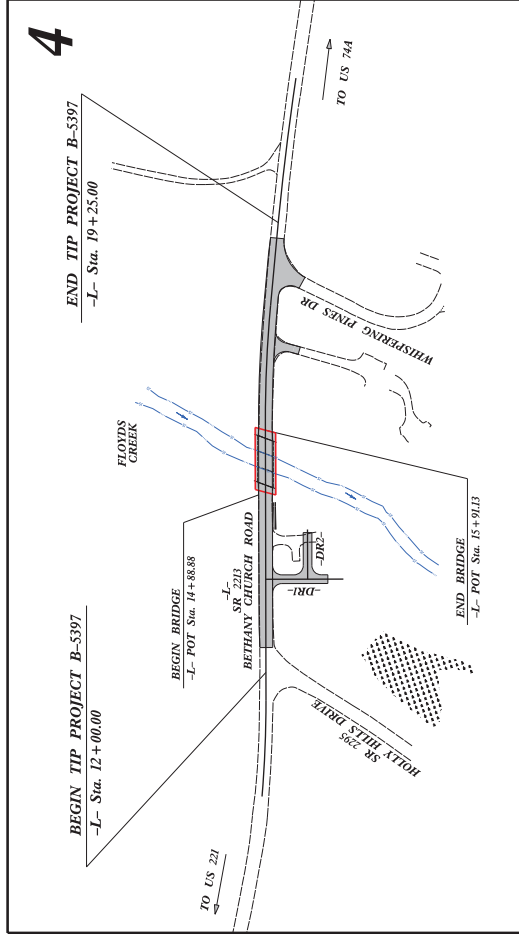 4
BEGIN TIP PROJECT B–5397
–L– Sta. 12+00.00
END TIP PROJECT B–5397
–L– Sta. 19+25.00
FLOYDS
CREEK
BEGIN BRIDGE
–L– POT Sta. 14+88.88
–L–
SR 2213
BETHANY CHURCH ROAD
TO US 221
TO US 74A
WHISPERING PINES DR
–DR1–
–DR2–
SR 2295
HOLLY HILLS DRIVE
END BRIDGE
–L– POT Sta. 15+91.13